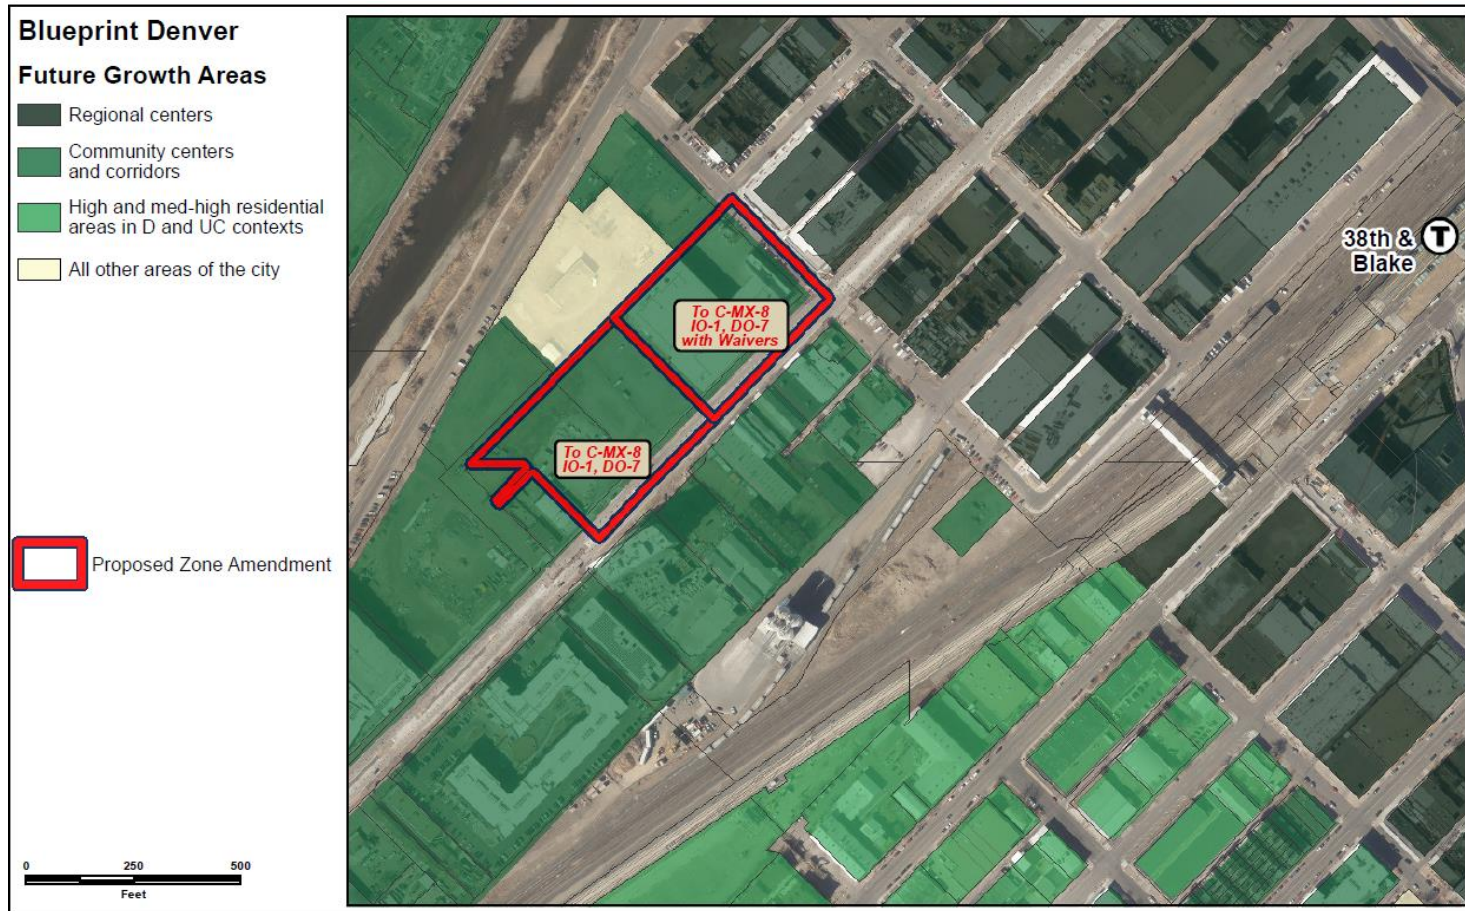 Blueprint Denver
Future Growth Areas
Regional centers
Community centers
and corridors
High and med-high residential
areas in D and UC contexts
All other areas of the city
Proposed Zone Amendment
0 250 500
Feet
To C-MX-8
IO-1, DO-7
with Waivers
To C-MX-8
IO-1, DO-7
38th &
Blake
T